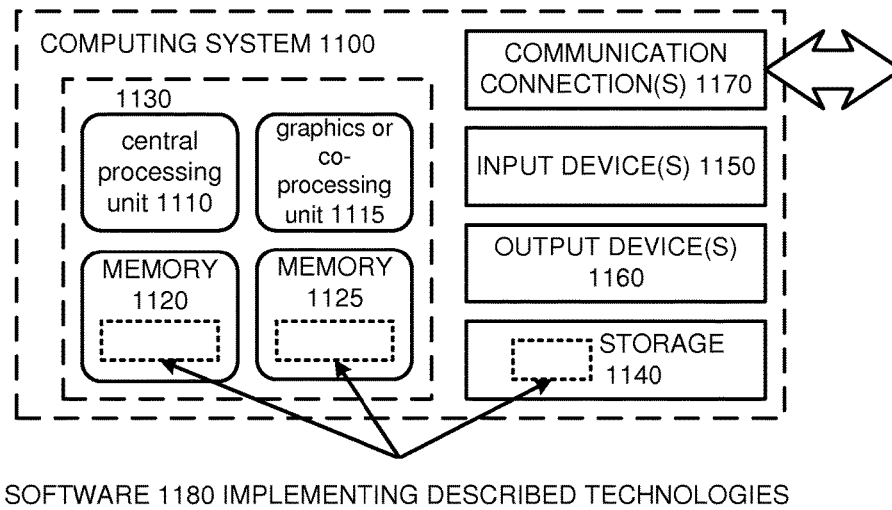 COMPUTING SYSTEM 1100
1130
central
processing
unit 1110
graphics or
co-
processing
unit 1115
MEMORY
1120
MEMORY
1125
COMMUNICATION
CONNECTION(S) 1170
INPUT DEVICE(S) 1150
OUTPUT DEVICE(S)
1160
STORAGE
1140
SOFTWARE 1180 IMPLEMENTING DESCRIBED TECHNOLOGIES